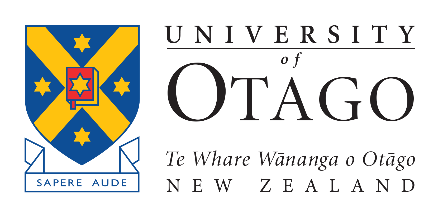 UNIVERSITY
of
OTAGO
Te Whare Wānanga o Otāgo
NEW ZEALAND
SAPERE AUDE